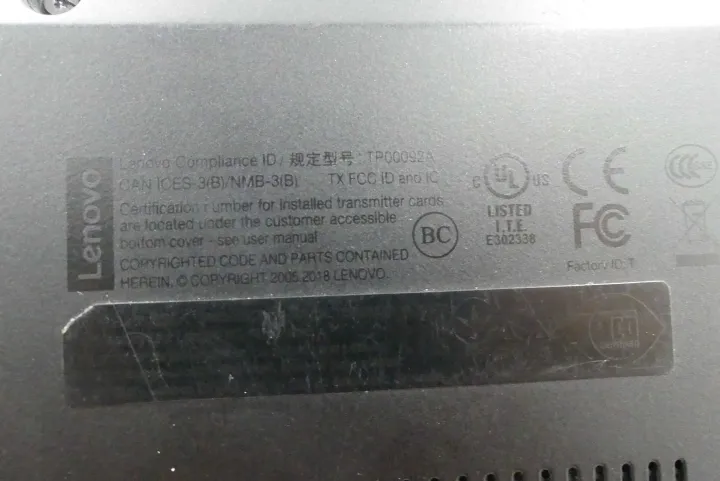 Lenovo
Lenovo Compliance ID / 规定型号: TP00092A
CAN ICES-3(B)/NMB-3(B) TX FCC ID and IC
Certification number for installed transmitter cards
are located under the customer accessible
bottom cover - see user manual
COPYRIGHTED CODE AND PARTS CONTAINED
HEREIN. © COPYRIGHT 2005,2018 LENOVO.
BC
C UL US
LISTED
I.T.E.
E302338
CE
FC
Factory ID: T
CCC